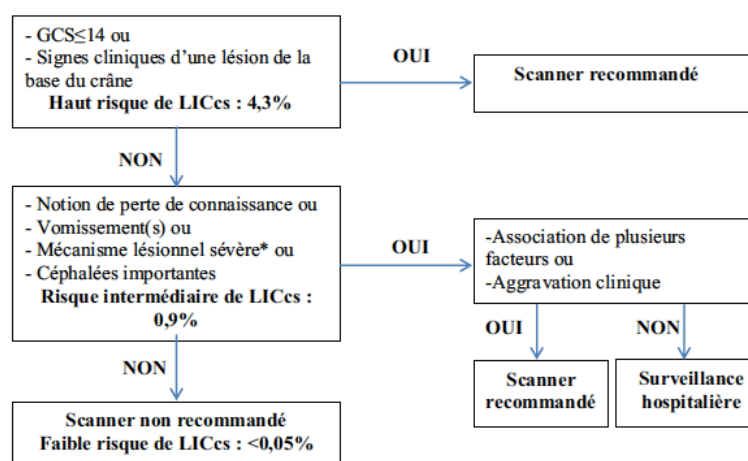 - GCS≤14 ou
- Signes cliniques d'une lésion de la
base du crâne
Haut risque de LICcs : 4,3%
OUI
Scanner recommandé
NON
- Notion de perte de connaissance ou
- Vomissement(s) ou
- Mécanisme lésionnel sévère* ou
- Céphalées importantes
Risque intermédiaire de LICcs :
0,9%
OUI
-Association de plusieurs
facteurs ou
-Aggravation clinique
OUI
NON
Scanner
recommandé
Surveillance
hospitalière
NON
Scanner non recommandé
Faible risque de LICcs : <0,05%